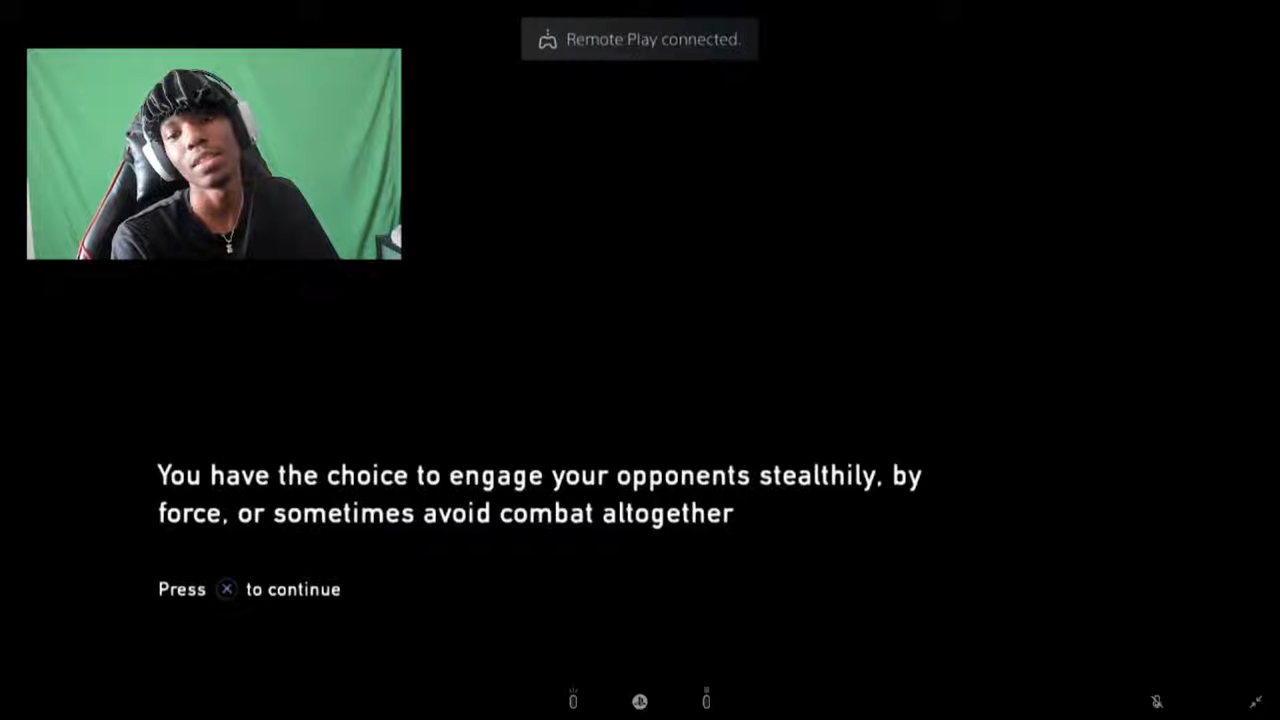 Remote Play connected.
You have the choice to engage your opponents stealthily, by
force, or sometimes avoid combat altogether
Press ⓧ to continue